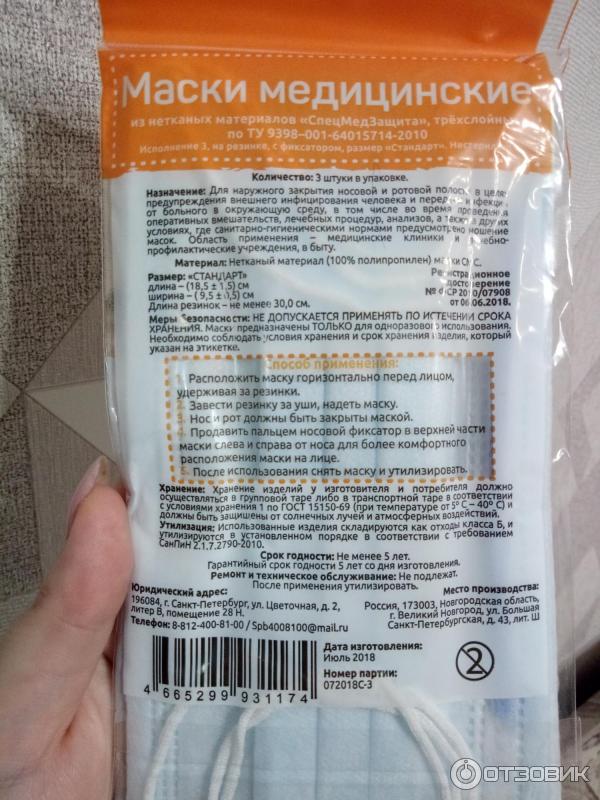 Маски медицинские
из нетканых материалов «СпецМедЗащита», трёхслойные
по ТУ 9398–001-64015714-2010
Исполнение 3, на резинке, с фиксатором, размер «Стандарт».
Количество: 3 штуки в упаковке.
Назначение: Для наружного закрытия носовой и ротовой полости в целях
предупреждения внешнего инфицирования человека и передачи инфекции
от больного в окружающую среду, в том числе во время проведения
оперативных вмешательств, лечебных процедур, анализов, а также в других
условиях, где санитарно-гигиеническими нормами предусмотрено ношение
масок. Область применения – медицинские клиники и лечебно-
профилактические учреждения, в быту.
Материал: Нетканый материал (100% полипропилен) марки СМС.
Размер: «СТАНДАРТ»
длина – (18,5 ± 1,5) см
ширина – ( 9,5 ± 0,5) см
Длина резинок – не менее 30,0 см.
Регистрационное
удостоверение
№ ФСР 2010/07908
от 06.06.2018.
Меры безопасности: НЕ ДОПУСКАЕТСЯ ПРИМЕНЯТЬ ПО ИСТЕЧЕНИИ СРОКА
ХРАНЕНИЯ. Маски предназначены ТОЛЬКО для одноразового использования.
Необходимо соблюдать условия хранения и срок хранения изделия, который
указан на этикетке.
Способ применения:
1. Расположить маску горизонтально перед лицом,
удерживая за резинки.
2. Завести резинку за уши, надеть маску.
3. Нос и рот должны быть закрыты маской.
4. Продавить пальцем носовой фиксатор в верхней части
маски слева и справа от носа для более комфортного
расположения маски на лице.
5. После использования снять маску и утилизировать.
Хранение: Хранение изделий у изготовителя и потребителя должно
осуществляться в групповой таре либо в транспортной таре в соответствии
с условиями хранения 1 по ГОСТ 15150-69 (при температуре от 5º С – 40º С) и
должны быть защищены от солнечных лучей и атмосферных воздействий.
Утилизация: Использованные изделия складируются как отходы класса Б, и
утилизируются в установленном порядке в соответствии с требованием
СанПиН 2.1.7.2790-2010.
Срок годности: Не менее 5 лет.
Гарантийный срок годности 5 лет со дня изготовления.
Ремонт и техническое обслуживание: Не подлежат.
После применения утилизировать.
Юридический адрес:
196084, г. Санкт-Петербург, ул. Цветочная, д. 2,
литер В, помещение 28 Н.
Телефон: 8-812-400-81-00 / Spb4008100@mail.ru
Место производства:
Россия, 173003, Новгородская область,
г. Великий Новгород, ул. Большая
Санкт-Петербургская, д. 43, лит. Ш
Дата изготовления:
Июль 2018
Номер партии:
072018С-3
2
4 665299 931174
ОТЗОВИК